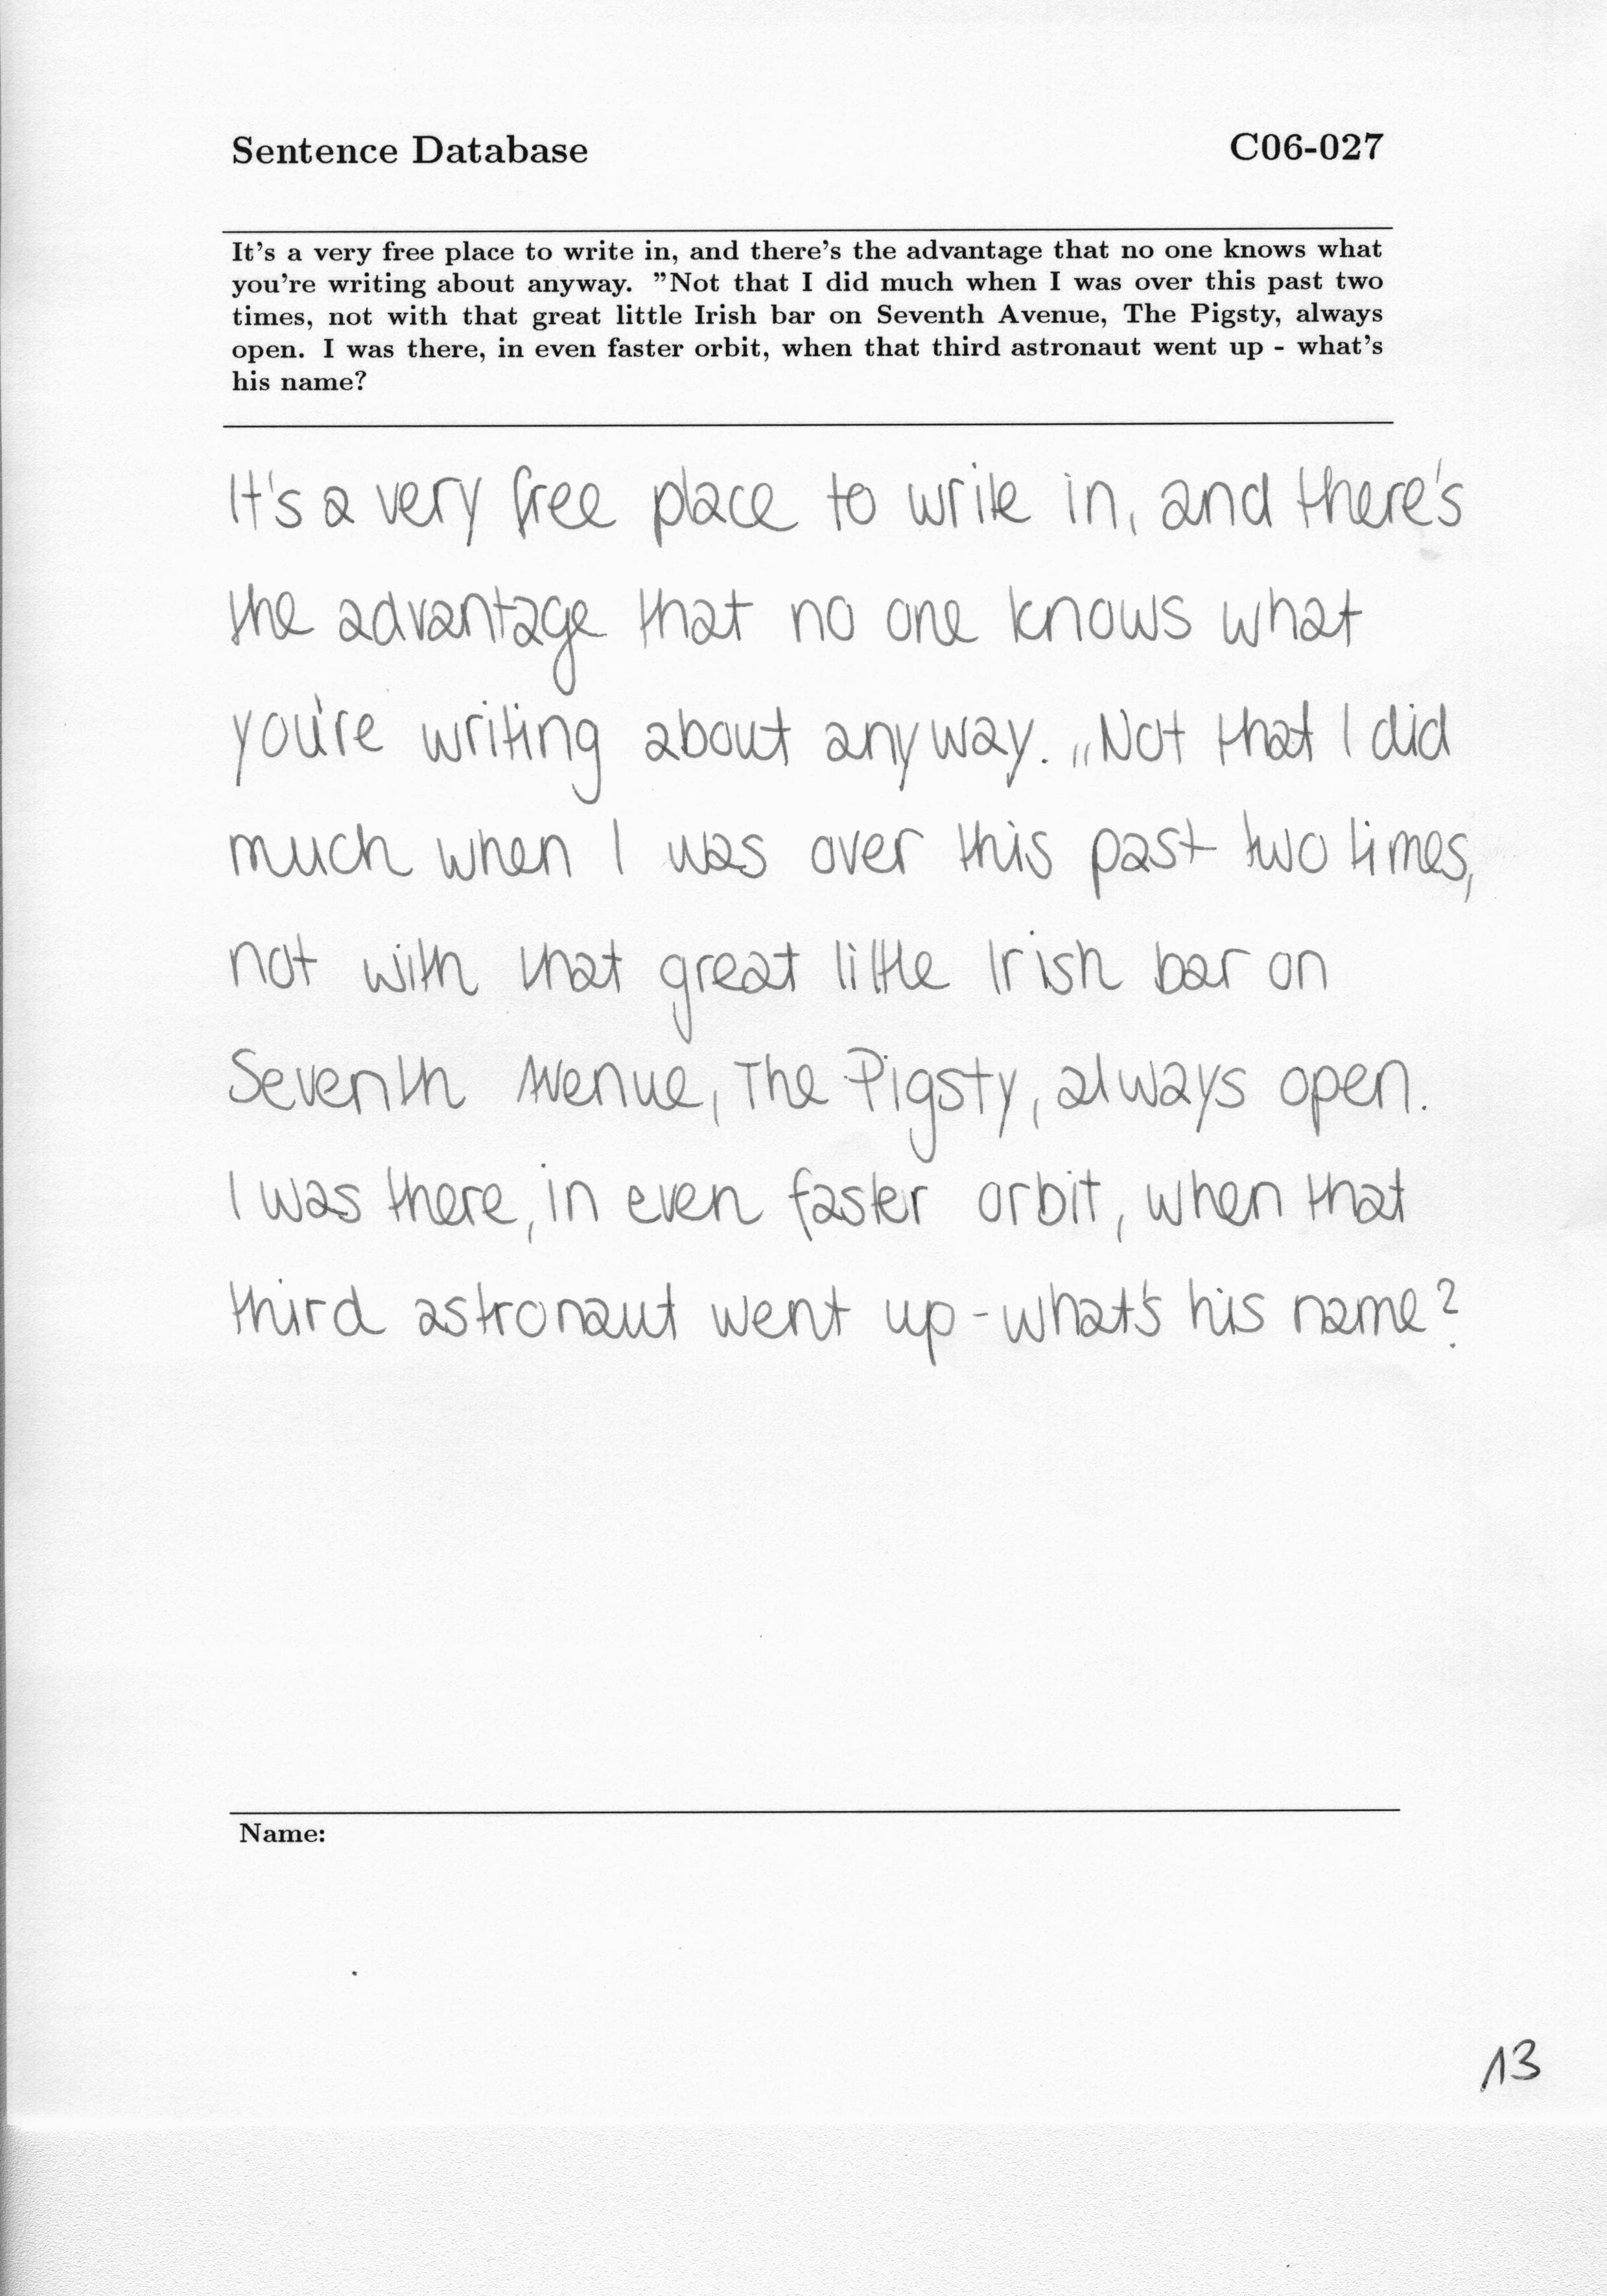 Sentence Database C06-027
It's a very free place to write in, and there's the advantage that no one knows what
you're writing about anyway. "Not that I did much when I was over this past two
times, not with that great little Irish bar on Seventh Avenue, The Pigsty, always
open. I was there, in even faster orbit, when that third astronaut went up - what's
his name?
It's a very free place to write in, and there's
the advantage that no one knows what
you're writing about anyway. „Not that I did
much when I was over this past two times,
not with that great little Irish bar on
Seventh Avenue, The Pigsty, always open.
I was there, in even faster orbit, when that
third astronaut went up - what's his name?
Name:
13